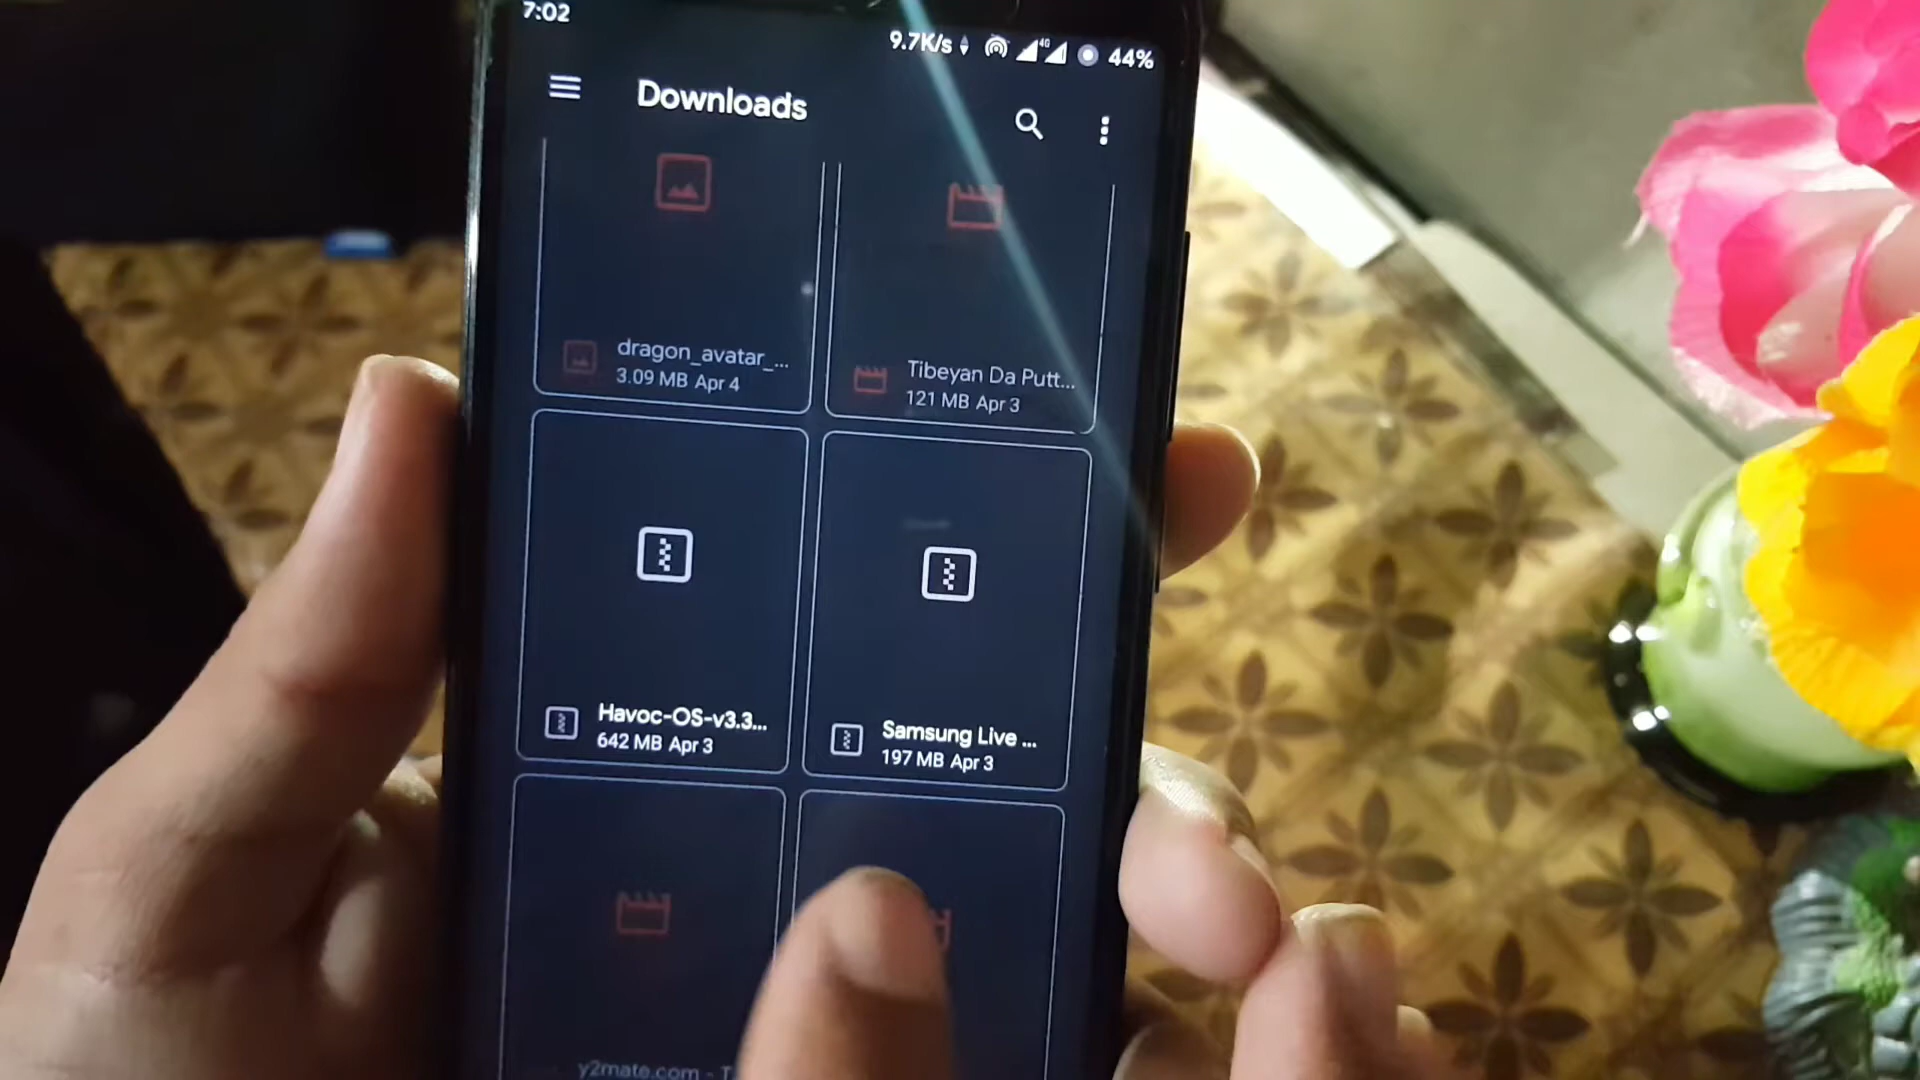 7:02
9.7K/s 4G 44%
Downloads
dragon_avatar_...
3.09 MB Apr 4
Tibeyan Da Putt...
121 MB Apr 3
Havoc-OS-v3.3...
642 MB Apr 3
Samsung Live ...
197 MB Apr 3
y2mate.com - T